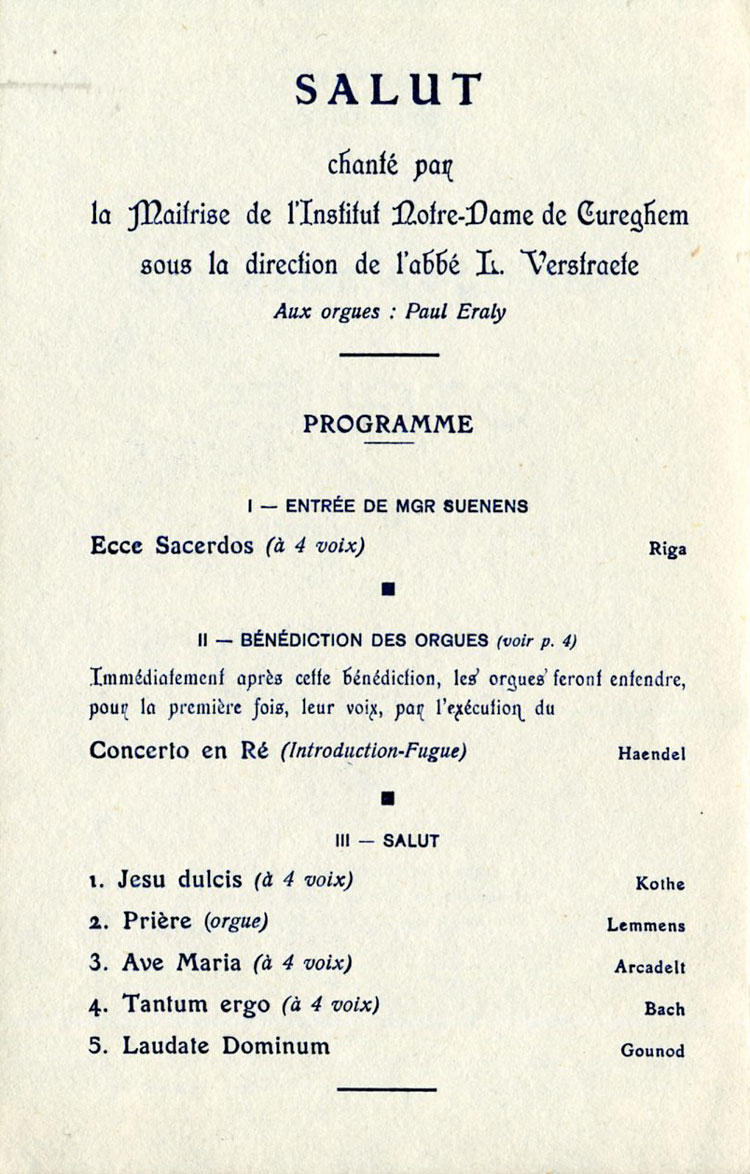 SALUT
chanté par
la Maitrise de l'Institut Notre-Dame de Cureghem
sous la direction de l'abbé L. Verstraete
Aux orgues : Paul Eraly
PROGRAMME
I — ENTRÉE DE MGR SUENENS
Ecce Sacerdos (à 4 voix) Riga
II — BÉNÉDICTION DES ORGUES (voir p. 4)
Immédiatement après cette bénédiction, les orgues feront entendre,
pour la première fois, leur voix, par l'exécution du
Concerto en Ré (Introduction-Fugue) Haendel
III — SALUT
1. Jesu dulcis (à 4 voix) Kothe
2. Prière (orgue) Lemmens
3. Ave Maria (à 4 voix) Arcadelt
4. Tantum ergo (à 4 voix) Bach
5. Laudate Dominum Gounod